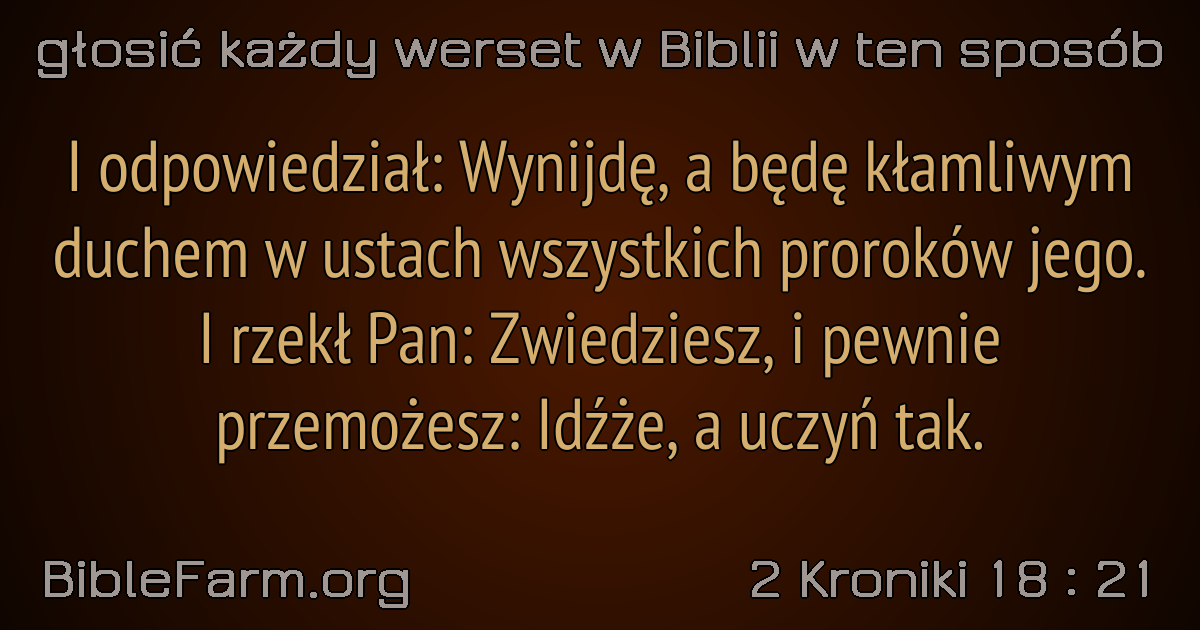 głosić każdy werset w Biblii w ten sposób
I odpowiedział: Wynijdę, a będę kłamliwym
duchem w ustach wszystkich proroków jego.
I rzekł Pan: Zwiedziesz, i pewnie
przemożesz: Idźże, a uczyń tak.
BibleFarm.org
2 Kroniki 18 : 21